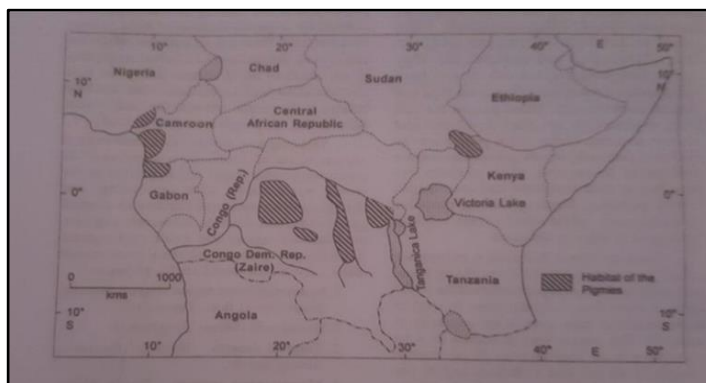 10° 20° 30° 40° E 50°
Nigeria
Chad
Sudan
10°
N
10°
N
Ethiopia
Camroon
Central
African Republic
Kenya
0°
0°
Gabon
Congo (Rep.)
Victoria Lake
Congo Dem. Rep.
(Zaire)
Tanganica Lake
0 1000
kms
Tanzania
Habitat of the
Pigmies
10°
S
10°
S
Angola
10° 20° 30° 40° E 50°